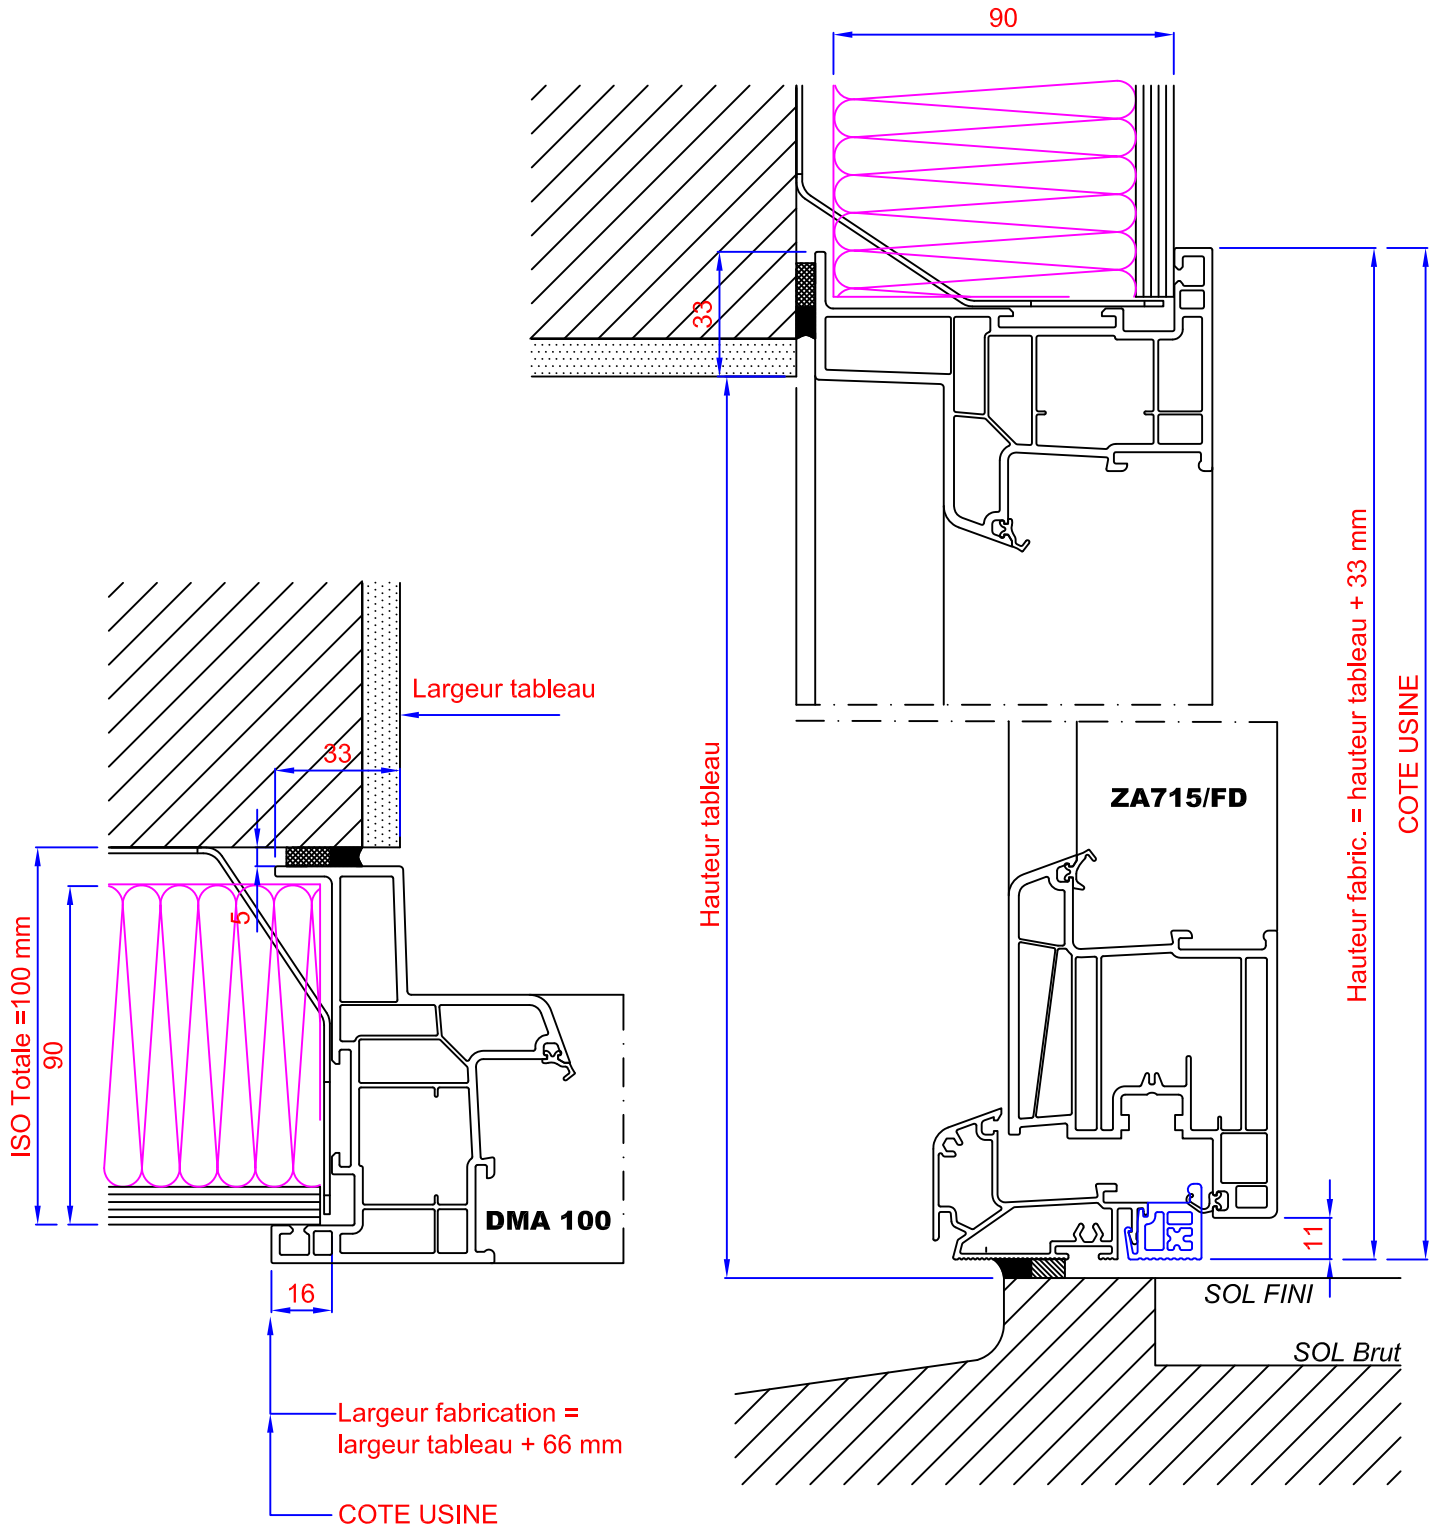 90
33
Hauteur fabric. = hauteur tableau + 33 mm
COTE USINE
Largeur tableau
33
Hauteur tableau
ZA715/FD
5
ISO Totale =100 mm
90
DMA 100
11
16
SOL FINI
SOL Brut
Largeur fabrication =
largeur tableau + 66 mm
COTE USINE